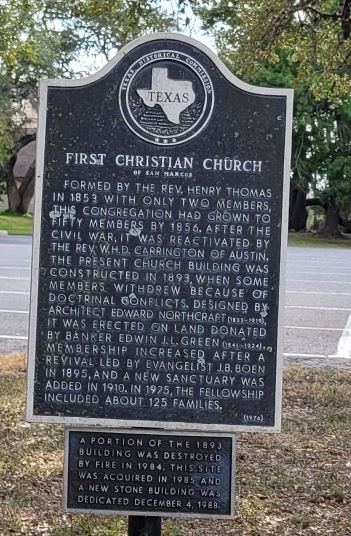 TEXAS HISTORICAL COMMISSION
TEXAS
FIRST CHRISTIAN CHURCH
OF SAN MARCOS
FORMED BY THE REV. HENRY THOMAS
IN 1853 WITH ONLY TWO MEMBERS,
THIS CONGREGATION HAD GROWN TO
FIFTY MEMBERS BY 1856. AFTER THE
CIVIL WAR, IT WAS REACTIVATED BY
THE REV. W.H.D. CARRINGTON OF AUSTIN.
THE PRESENT CHURCH BUILDING WAS
CONSTRUCTED IN 1893, WHEN SOME
MEMBERS WITHDREW BECAUSE OF
DOCTRINAL CONFLICTS. DESIGNED BY
ARCHITECT EDWARD NORTHCRAFT (1833-1919),
IT WAS ERECTED ON LAND DONATED
BY BANKER EDWIN J.L. GREEN (1841-1924).
MEMBERSHIP INCREASED AFTER A
REVIVAL LED BY EVANGELIST J.B. BOEN
IN 1895, AND A NEW SANCTUARY WAS
ADDED IN 1910. IN 1975, THE FELLOWSHIP
INCLUDED ABOUT 125 FAMILIES.
(1976)
A PORTION OF THE 1893
BUILDING WAS DESTROYED
BY FIRE IN 1984. THIS SITE
WAS ACQUIRED IN 1985 AND
A NEW STONE BUILDING WAS
DEDICATED DECEMBER 4, 1988.